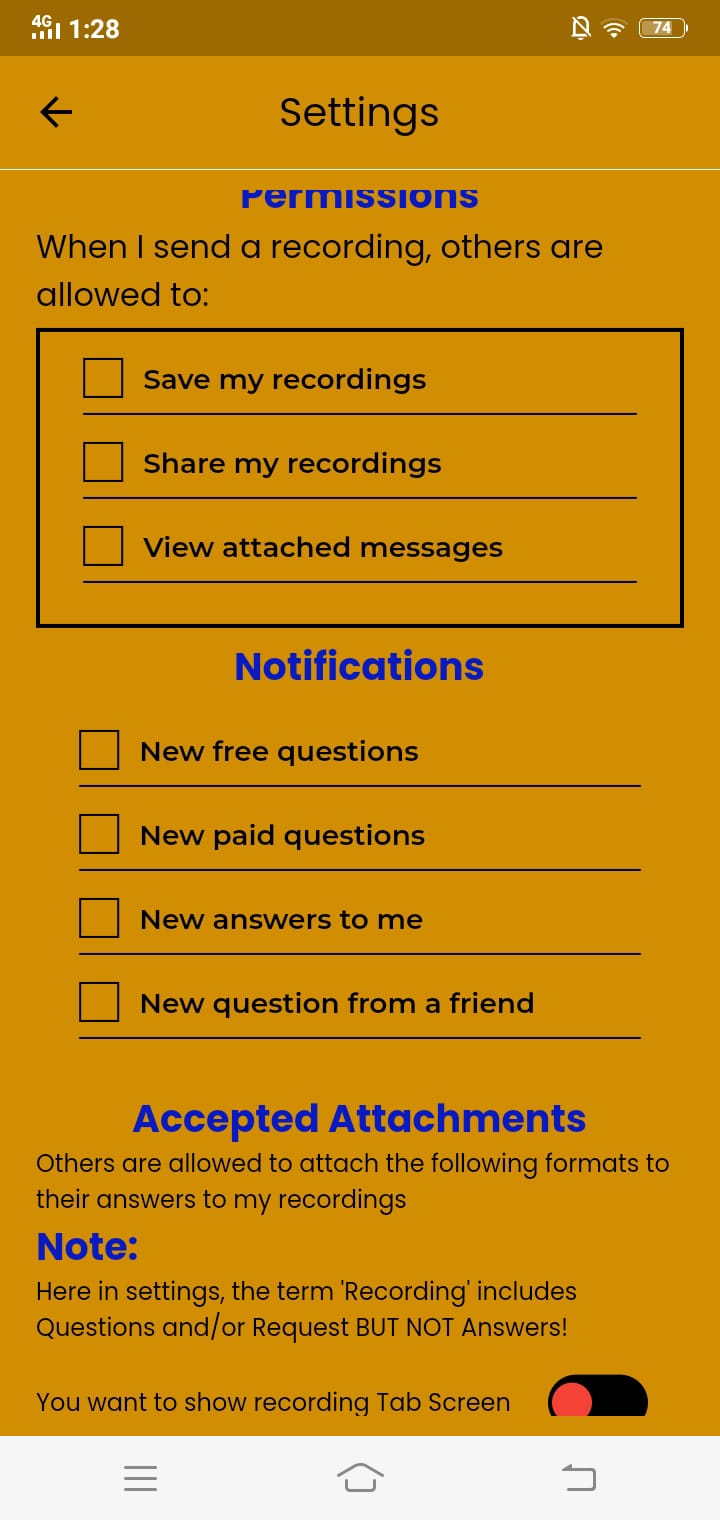 4G 1:28
74
Settings
Permissions
When I send a recording, others are
allowed to:
Save my recordings
Share my recordings
View attached messages
Notifications
New free questions
New paid questions
New answers to me
New question from a friend
Accepted Attachments
Others are allowed to attach the following formats to
their answers to my recordings
Note:
Here in settings, the term 'Recording' includes
Questions and/or Request BUT NOT Answers!
You want to show recording Tab Screen